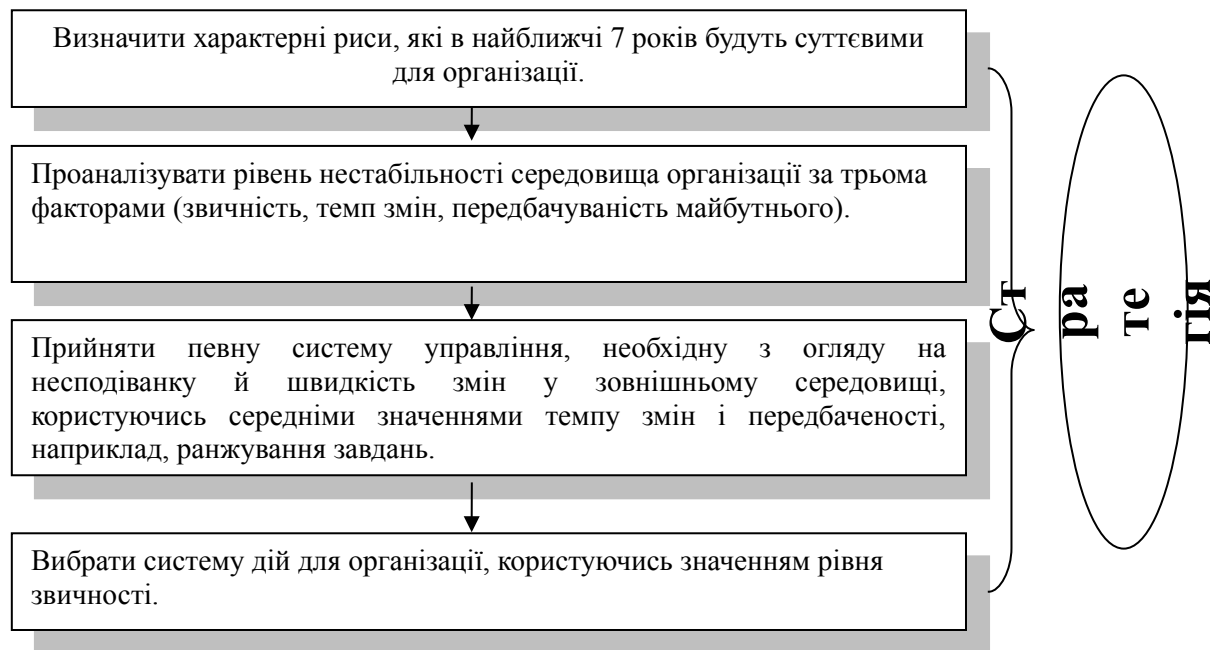 Визначити характерні риси, які в найближчі 7 років будуть суттєвими
для організації.
Проаналізувати рівень нестабільності середовища організації за трьома
факторами (звичність, темп змін, передбачуваність майбутнього).
Прийняти певну систему управління, необхідну з огляду на
несподіванку й швидкість змін у зовнішньому середовищі,
користуючись середніми значеннями темпу змін і передбаченості,
наприклад, ранжування завдань.
Вибрати систему дій для організації, користуючись значенням рівня
звичності.
Ст
ра
те
гія